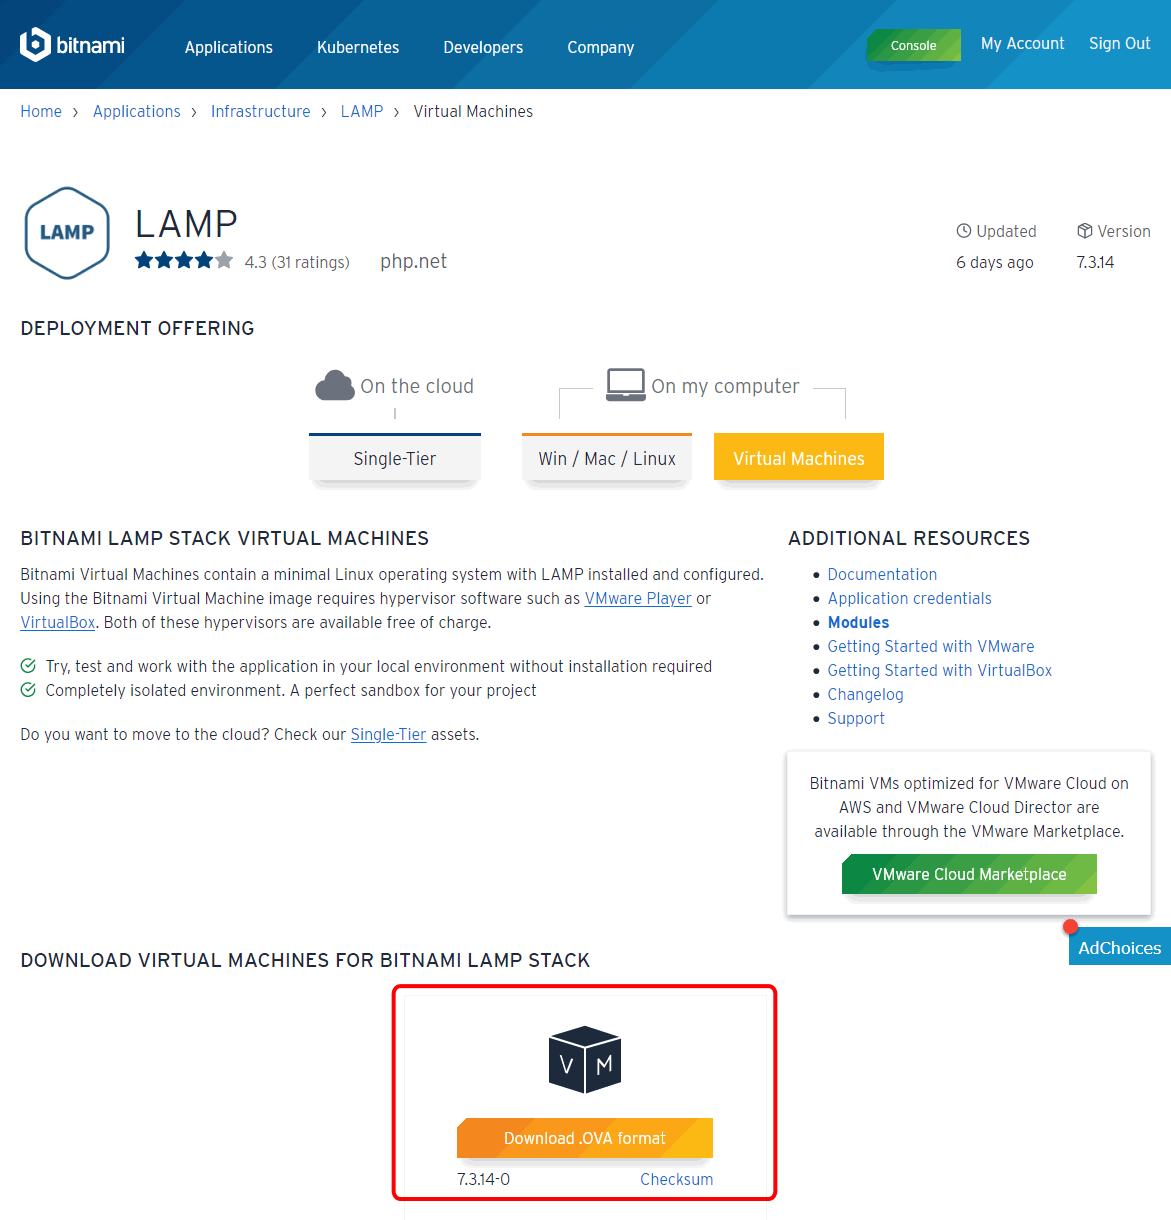 bitnami
Applications Kubernetes Developers Company
Console My Account Sign Out
Home › Applications › Infrastructure › LAMP › Virtual Machines
LAMP
LAMP
4.3 (31 ratings) php.net
Updated Version
6 days ago 7.3.14
DEPLOYMENT OFFERING
On the cloud On my computer
Single-Tier Win / Mac / Linux Virtual Machines
BITNAMI LAMP STACK VIRTUAL MACHINES
Bitnami Virtual Machines contain a minimal Linux operating system with LAMP installed and configured.
Using the Bitnami Virtual Machine image requires hypervisor software such as VMware Player or
VirtualBox. Both of these hypervisors are available free of charge.
Try, test and work with the application in your local environment without installation required
Completely isolated environment. A perfect sandbox for your project
Do you want to move to the cloud? Check our Single-Tier assets.
ADDITIONAL RESOURCES
• Documentation
• Application credentials
• Modules
• Getting Started with VMware
• Getting Started with VirtualBox
• Changelog
• Support
Bitnami VMs optimized for VMware Cloud on
AWS and VMware Cloud Director are
available through the VMware Marketplace.
VMware Cloud Marketplace
AdChoices
DOWNLOAD VIRTUAL MACHINES FOR BITNAMI LAMP STACK
V M
Download .OVA format
7.3.14-0 Checksum